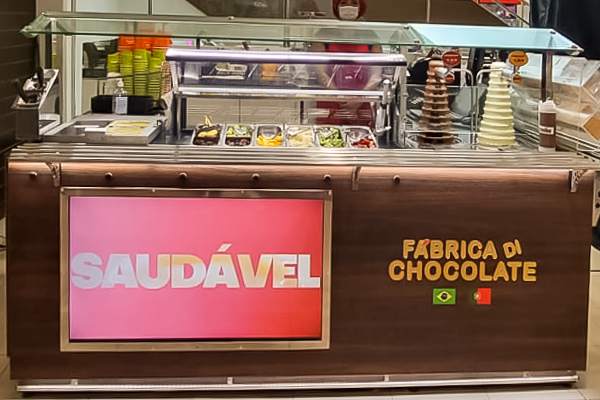 SAUDÁVEL
FÁBRICA DI
CHOCOLATE